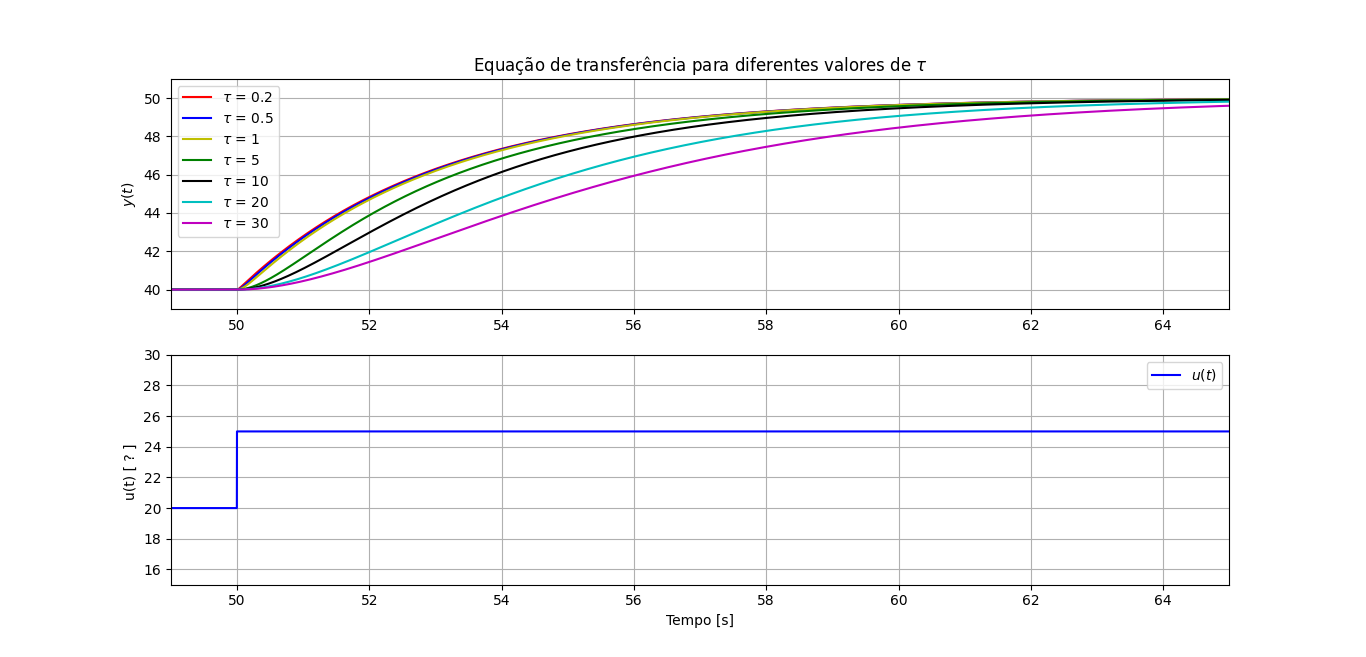 Equação de transferência para diferentes valores de τ
50
48
46
44
42
40
y(t)
τ = 0.2
τ = 0.5
τ = 1
τ = 5
τ = 10
τ = 20
τ = 30
50 52 54 56 58 60 62 64
30
28
26
24
22
20
18
16
u(t) [ ? ]
u(t)
50 52 54 56 58 60 62 64
Tempo [s]